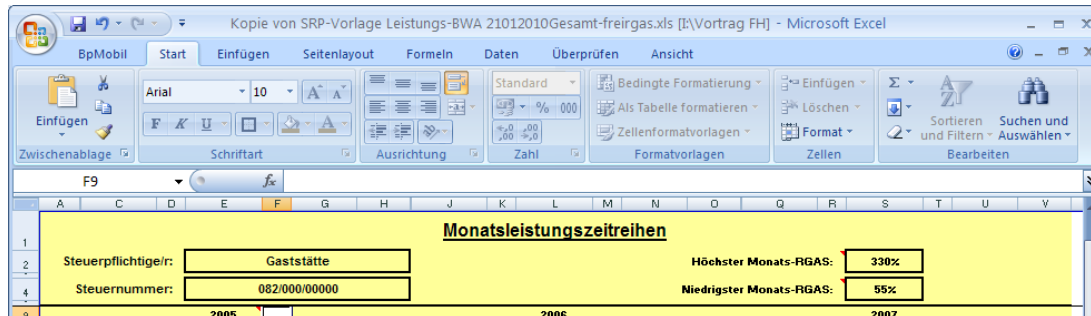 Kopie von SRP-Vorlage Leistungs-BWA 21012010Gesamt-freirgas.xls [I:\Vortrag FH] - Microsoft Excel
BpMobil Start Einfügen Seitenlayout Formeln Daten Überprüfen Ansicht
Arial 10 A A Standard Bedingte Formatierung Einfügen Σ
Einfügen F K U A % 000 Als Tabelle formatieren Löschen Sortieren und Filtern Suchen und Auswählen
,00 ,00 Zellenformatvorlagen Format
Zwischenablage Schriftart Ausrichtung Zahl Formatvorlagen Zellen Bearbeiten
F9 fx
A C D E F G H J K L M N O Q R S T U V
1 Monatsleistungszeitreihen
2 Steuerpflichtige/r: Gaststätte Höchster Monats-RGAS: 330%
4 Steuernummer: 082/000/00000 Niedrigster Monats-RGAS: 55%
2005 2006 2007